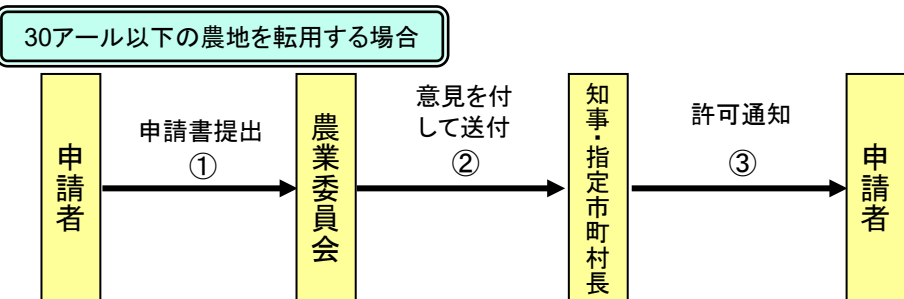 30アール以下の農地を転用する場合
申請者
申請書提出
①
農業委員会
意見を付
して送付
②
知事・指定市町村長
許可通知
③
申請者